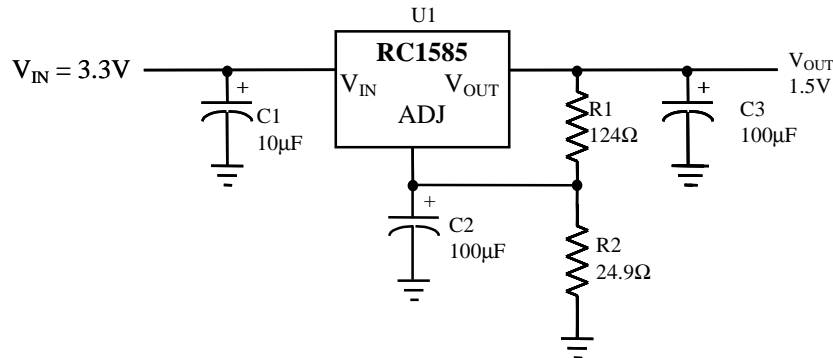 U1
RC1585
V_IN = 3.3V
V_IN
V_OUT
ADJ
V_OUT
1.5V
+
C1
10µF
R1
124Ω
+
C3
100µF
+
C2
100µF
R2
24.9Ω